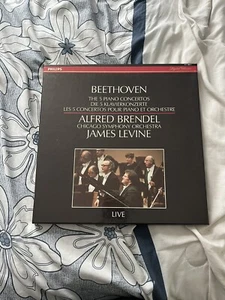 PHILIPS
BEETHOVEN
THE 5 PIANO CONCERTOS
DIE 5 KLAVIERKONZERTE
LES 5 CONCERTOS POUR PIANO ET ORCHESTRE
ALFRED BRENDEL
CHICAGO SYMPHONY ORCHESTRA
JAMES LEVINE
LIVE